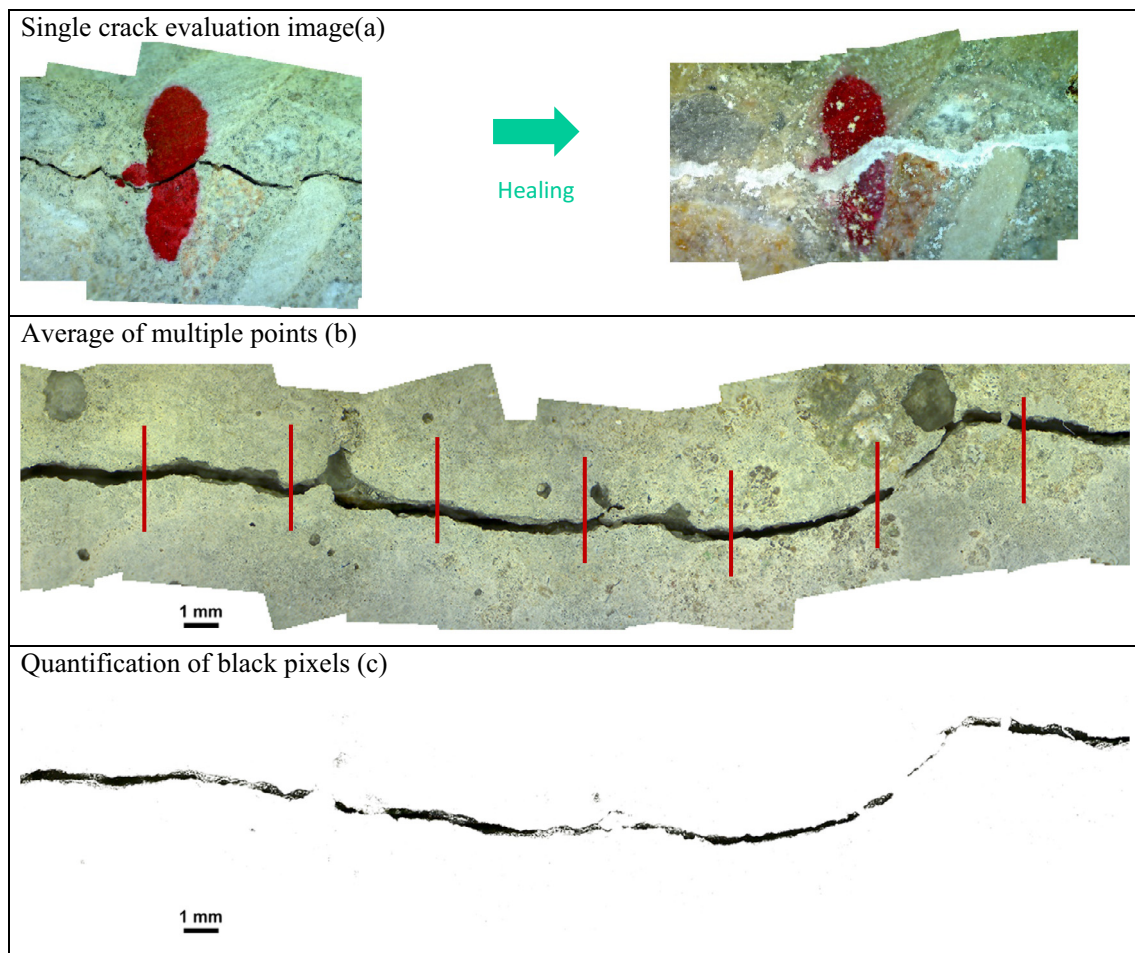 Single crack evaluation image(a)
Healing
Average of multiple points (b)
1 mm
Quantification of black pixels (c)
1 mm